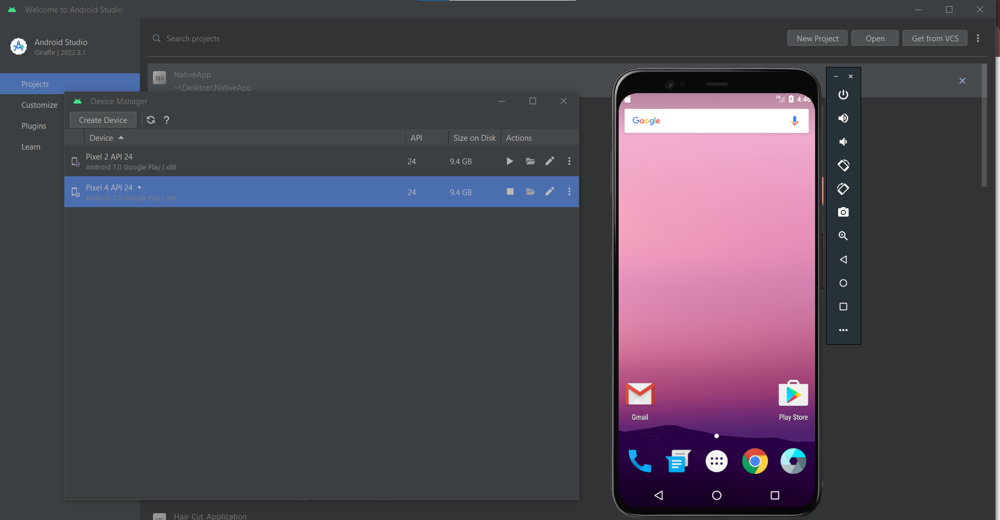 Welcome to Android Studio
Android Studio
Giraffe | 2022.3.1
Search projects
New Project
Open
Get from VCS
Projects
Customize
Plugins
Learn
NA
NativeApp
~\Desktop\NativeApp
Device Manager
Create Device
?
Device
API
Size on Disk
Actions
Pixel 2 API 24
Android 7.0 Google Play | x86
24
9.4 GB
Pixel 4 API 24 •
Android 7.0 Google Play | x86
24
9.4 GB
LTE
4:46
Google
Gmail
Play Store
Hair Cut Application